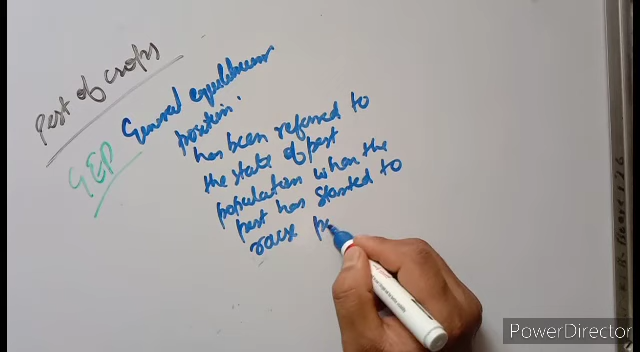 Pest of crops
GEP General equilibrium
position.
has been referred to
the state of pest
population when the
pest has started to
PowerDirector